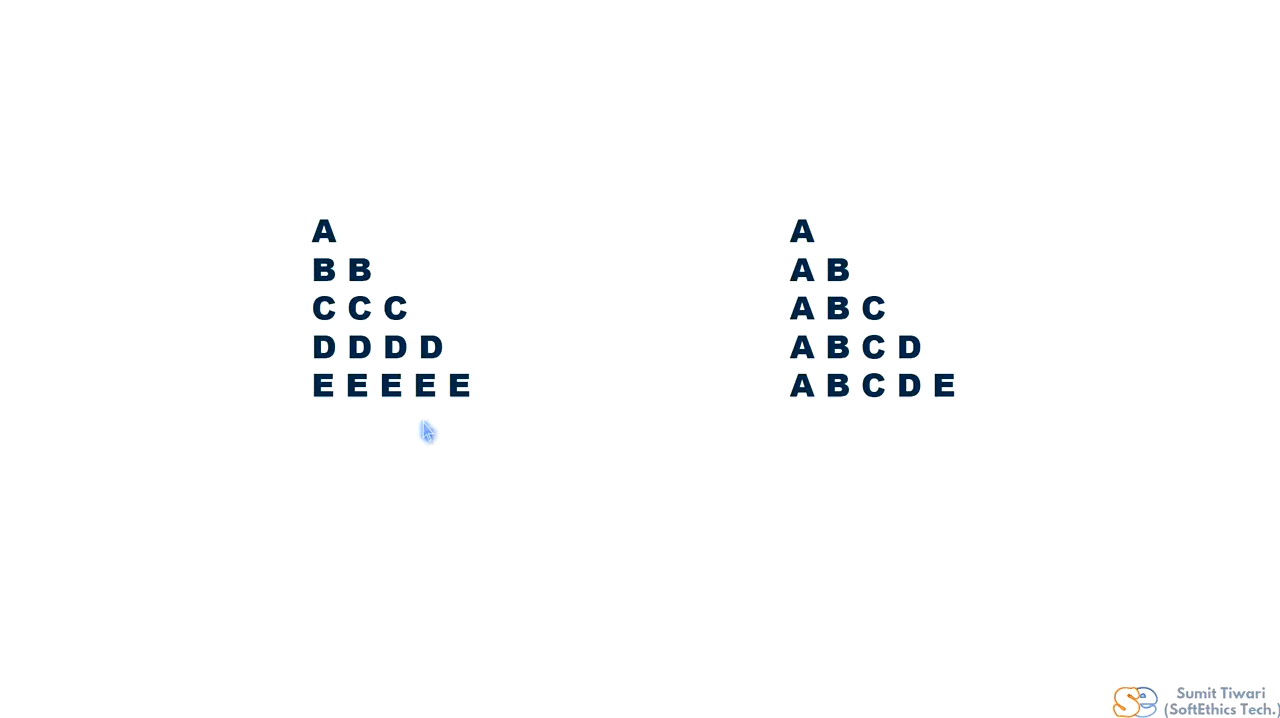 A
B B
C C C
D D D D
E E E E E
A
A B
A B C
A B C D
A B C D E
Sumit Tiwari
(SoftEthics Tech.)